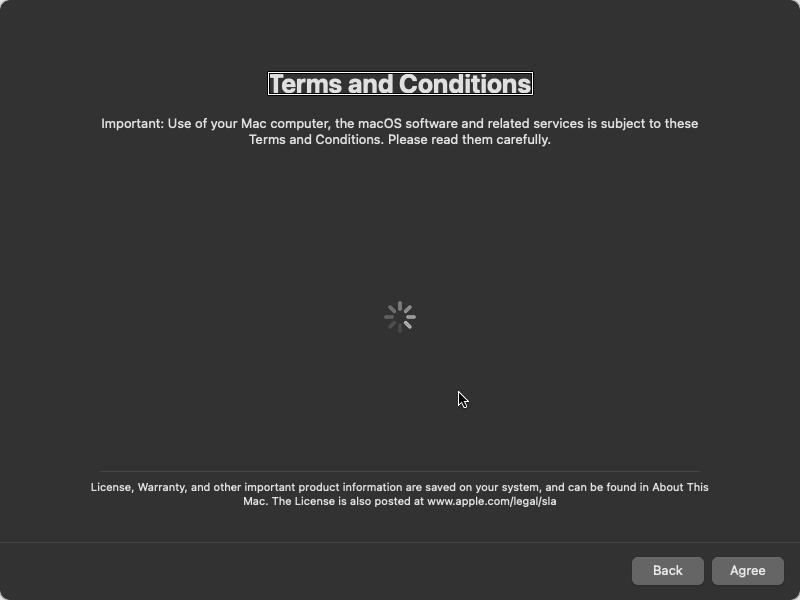 Terms and Conditions
Important: Use of your Mac computer, the macOS software and related services is subject to these
Terms and Conditions. Please read them carefully.
License, Warranty, and other important product information are saved on your system, and can be found in About This
Mac. The License is also posted at www.apple.com/legal/sla
Back
Agree